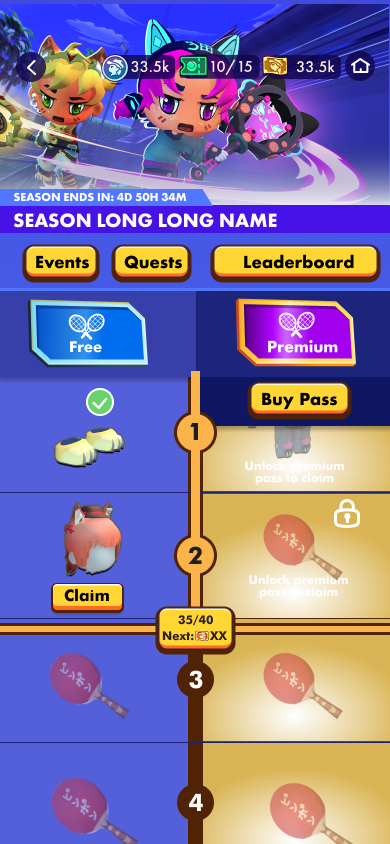 33.5k
10/15
33.5k
SEASON ENDS IN: 4D 50H 34M
SEASON LONG LONG NAME
Events
Quests
Leaderboard
Free
Premium
Buy Pass
1
Unlock premium
pass to claim
2
Unlock premium
pass to claim
Claim
35/40
Next: XX
3
4